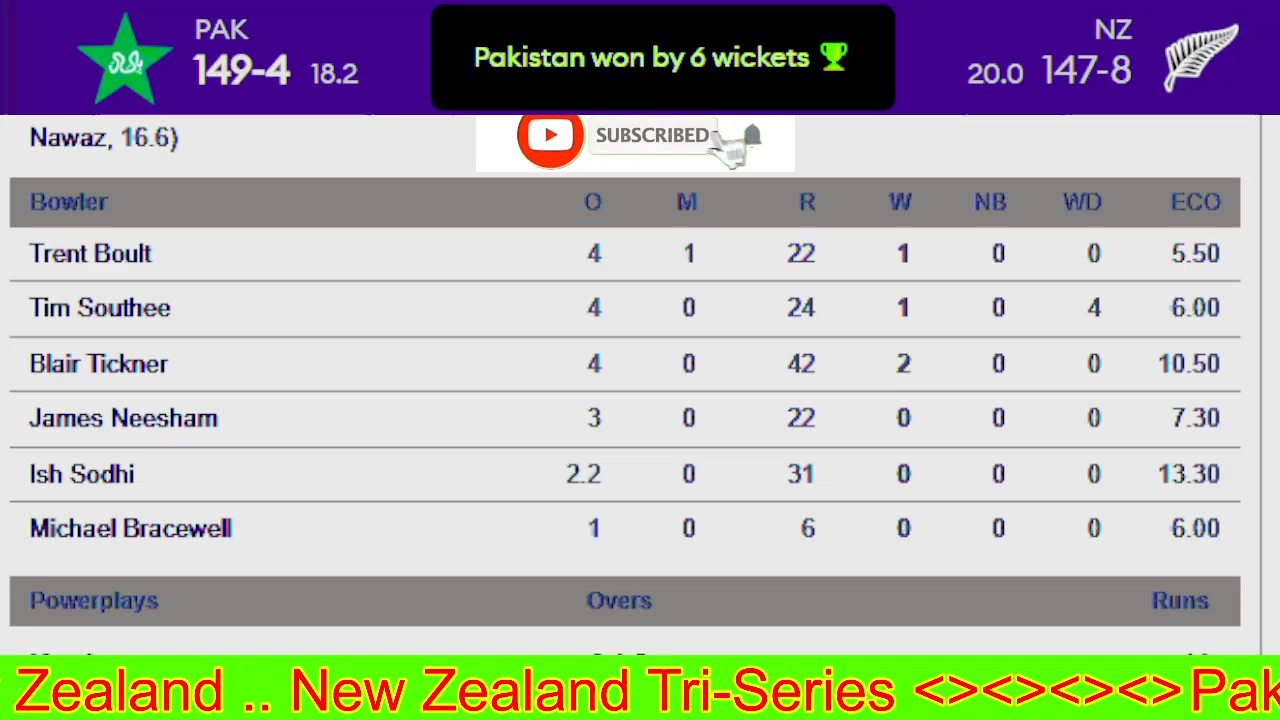 PAK
149-4 18.2
Pakistan won by 6 wickets
NZ
20.0 147-8
Nawaz, 16.6)
SUBSCRIBED
Bowler O M R W NB WD ECO
Trent Boult 4 1 22 1 0 0 5.50
Tim Southee 4 0 24 1 0 4 6.00
Blair Tickner 4 0 42 2 0 0 10.50
James Neesham 3 0 22 0 0 0 7.30
Ish Sodhi 2.2 0 31 0 0 0 13.30
Michael Bracewell 1 0 6 0 0 0 6.00
Powerplays Overs Runs
Zealand .. New Zealand Tri-Series <><><><>Pak